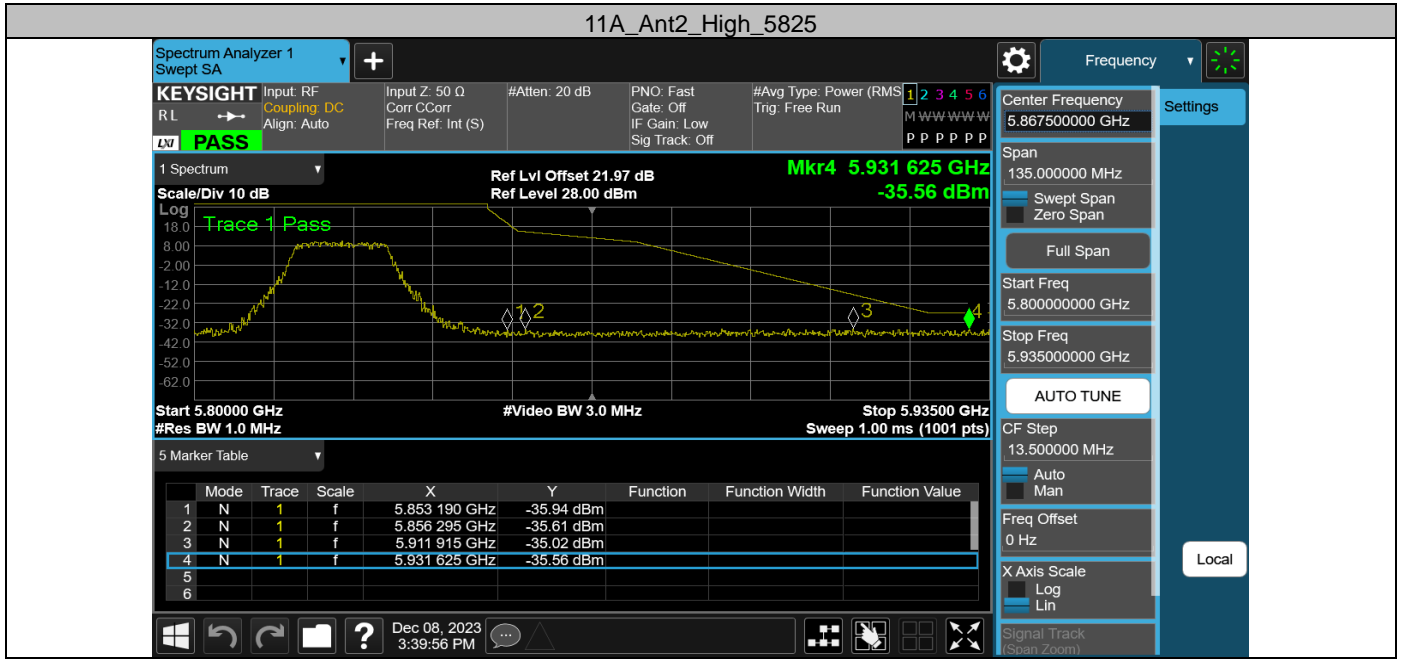 11A_Ant2_High_5825
Spectrum Analyzer 1
Swept SA
Frequency
KEYSIGHT
Input: RF
Input Z: 50 Ω
#Atten: 20 dB
PNO: Fast
#Avg Type: Power (RMS
1 2 3 4 5 6
R L
Coupling: DC
Corr CCorr
Gate: Off
Trig: Free Run
M W W W W W
Align: Auto
Freq Ref: Int (S)
IF Gain: Low
P P P P P P
LXI
PASS
Sig Track: Off
1 Spectrum
Ref Lvl Offset 21.97 dB
Mkr4 5.931 625 GHz
Scale/Div 10 dB
Ref Level 28.00 dBm
-35.56 dBm
Log
Trace 1 Pass
18.0
8.00
-2.00
-12.0
-22.0
-32.0
-42.0
-52.0
-62.0
1
2
3
4
Start 5.80000 GHz
#Video BW 3.0 MHz
Stop 5.93500 GHz
#Res BW 1.0 MHz
Sweep 1.00 ms (1001 pts)
5 Marker Table
Mode Trace Scale X Y Function Function Width Function Value
1 N 1 f 5.853 190 GHz -35.94 dBm
2 N 1 f 5.856 295 GHz -35.61 dBm
3 N 1 f 5.911 915 GHz -35.02 dBm
4 N 1 f 5.931 625 GHz -35.56 dBm
5
6
Dec 08, 2023
3:39:56 PM
?
Center Frequency
5.867500000 GHz
Settings
Span
135.000000 MHz
Swept Span
Zero Span
Full Span
Start Freq
5.800000000 GHz
Stop Freq
5.935000000 GHz
AUTO TUNE
CF Step
13.500000 MHz
Auto
Man
Freq Offset
0 Hz
X Axis Scale
Log
Lin
Local
Signal Track
(Span Zoom)